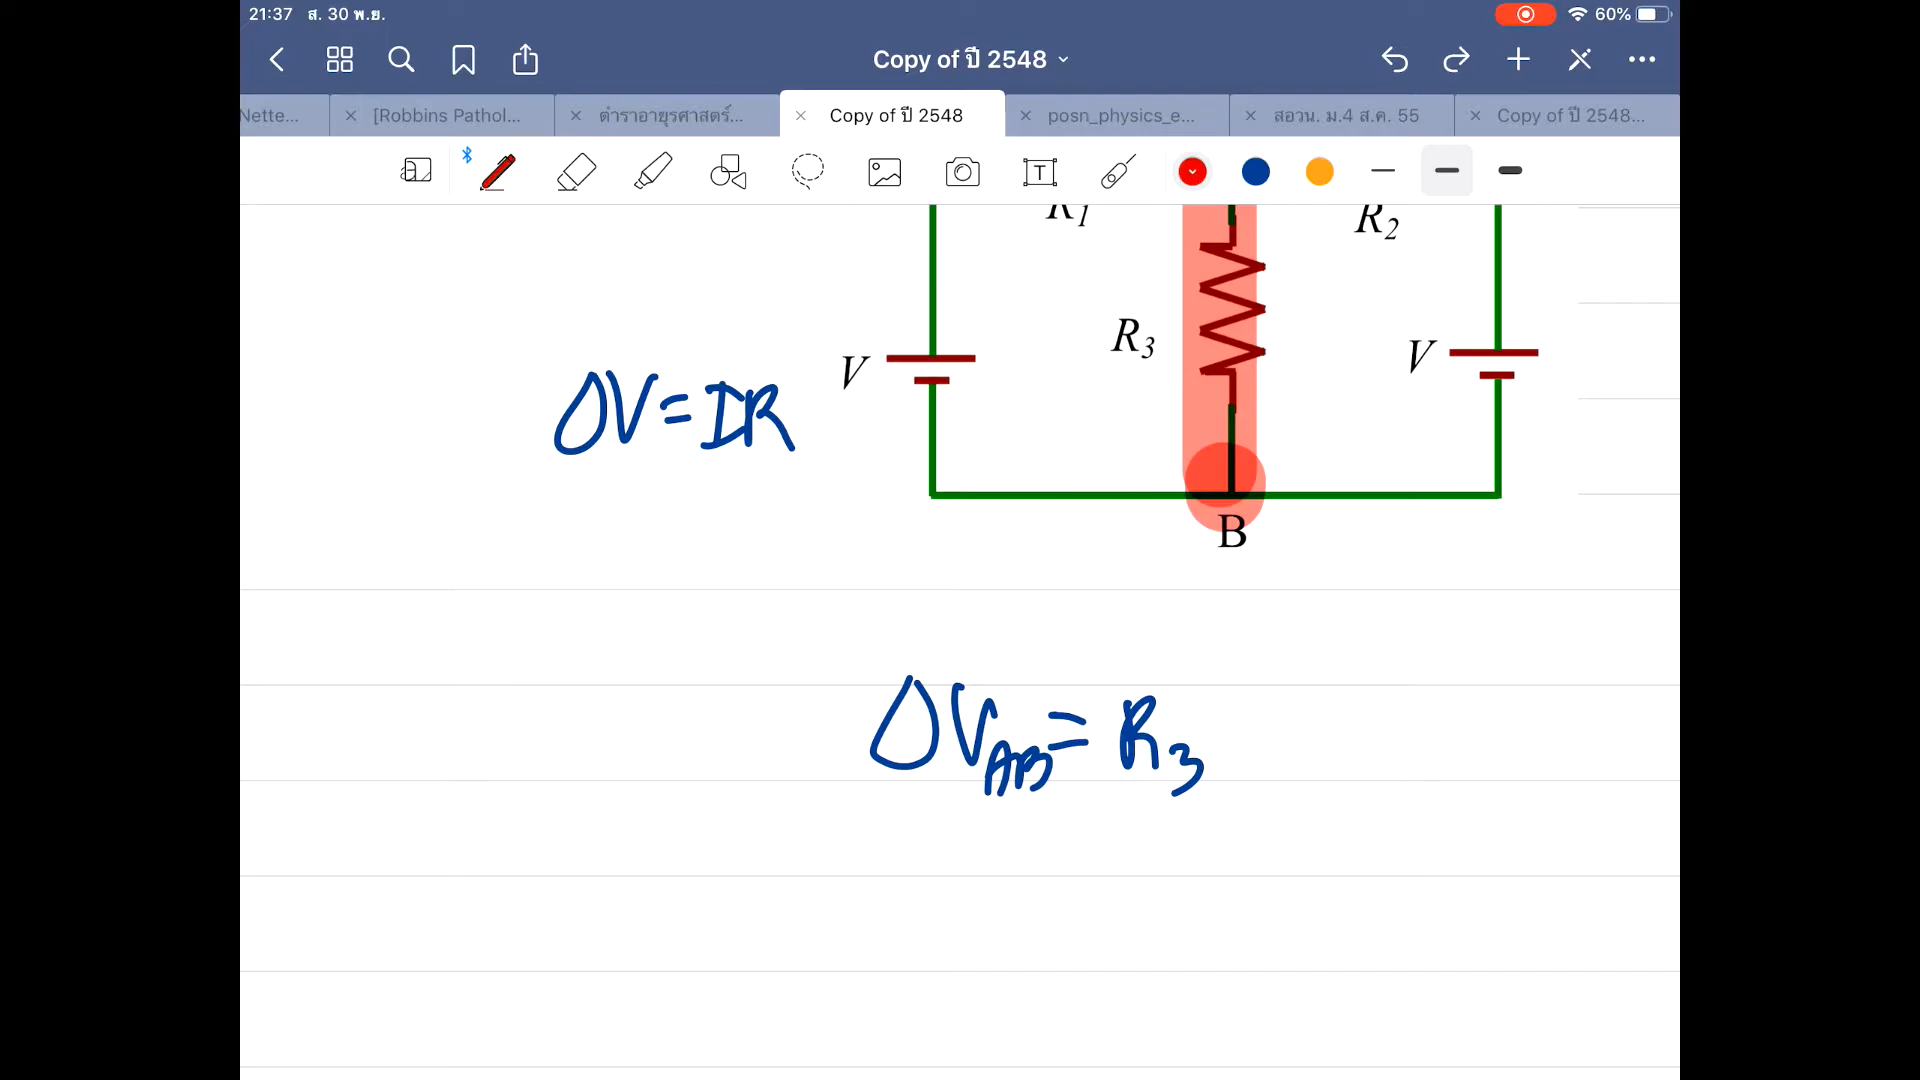 21:37 ส. 30 พ.ย. 60%
Copy of ปี 2548
Nette... [Robbins Pathol... ตำราอายุรศาสตร์... Copy of ปี 2548 posn_physics_e... สอวน. ม.4 ส.ค. 55 Copy of ปี 2548...
T
R1 R2
R3
V V
ΔV = IR
B
ΔV_AB = R3